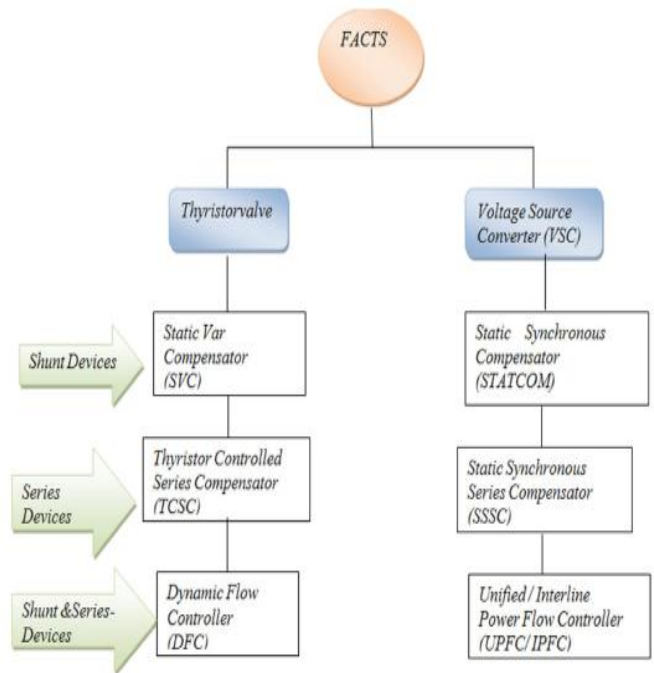 FACTS
Thyristorvalve
Voltage Source
Converter (VSC)
Shunt Devices
Static Var
Compensator
(SVC)
Static Synchronous
Compensator
(STATCOM)
Series
Devices
Thyristor Controlled
Series Compensator
(TCSC)
Static Synchronous
Series Compensator
(SSSC)
Shunt &Series-
Devices
Dynamic Flow
Controller
(DFC)
Unified / Interline
Power Flow Controller
(UPFC/ IPFC)